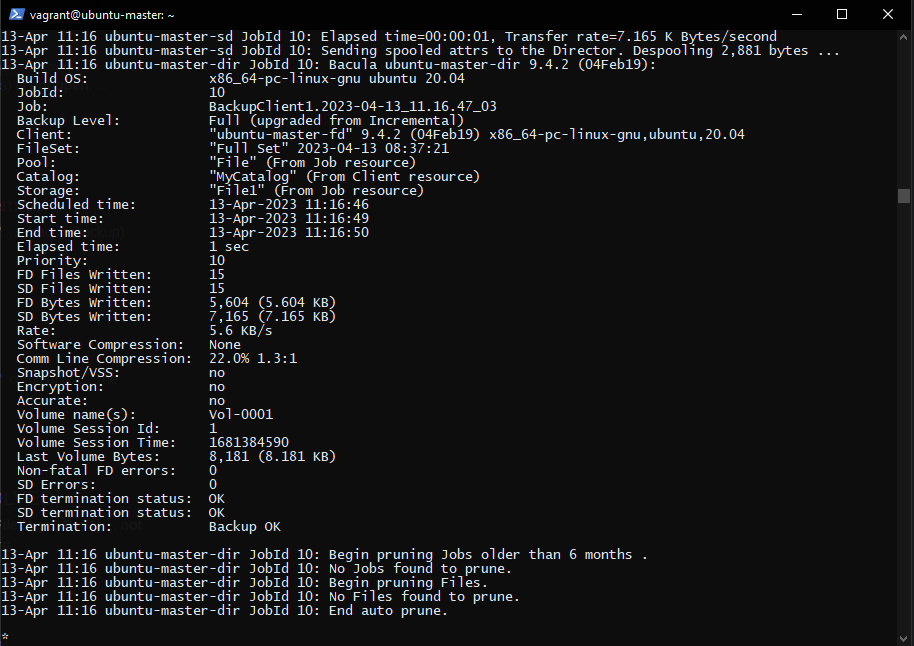 vagrant@ubuntu-master: ~
13-Apr 11:16 ubuntu-master-sd JobId 10: Elapsed time=00:00:01, Transfer rate=7.165 K Bytes/second
13-Apr 11:16 ubuntu-master-sd JobId 10: Sending spooled attrs to the Director. Despooling 2,881 bytes ...
13-Apr 11:16 ubuntu-master-dir JobId 10: Bacula ubuntu-master-dir 9.4.2 (04Feb19):
  Build OS:               x86_64-pc-linux-gnu ubuntu 20.04
  JobId:                  10
  Job:                    BackupClient1.2023-04-13_11.16.47_03
  Backup Level:           Full (upgraded from Incremental)
  Client:                 "ubuntu-master-fd" 9.4.2 (04Feb19) x86_64-pc-linux-gnu,ubuntu,20.04
  FileSet:                "Full Set" 2023-04-13 08:37:21
  Pool:                   "File" (From Job resource)
  Catalog:                "MyCatalog" (From Client resource)
  Storage:                "File1" (From Job resource)
  Scheduled time:         13-Apr-2023 11:16:46
  Start time:             13-Apr-2023 11:16:49
  End time:               13-Apr-2023 11:16:50
  Elapsed time:           1 sec
  Priority:               10
  FD Files Written:       15
  SD Files Written:       15
  FD Bytes Written:       5,604 (5.604 KB)
  SD Bytes Written:       7,165 (7.165 KB)
  Rate:                   5.6 KB/s
  Software Compression:   None
  Comm Line Compression:  22.0% 1.3:1
  Snapshot/VSS:           no
  Encryption:             no
  Accurate:               no
  Volume name(s):         Vol-0001
  Volume Session Id:      1
  Volume Session Time:    1681384590
  Last Volume Bytes:      8,181 (8.181 KB)
  Non-fatal FD errors:    0
  SD Errors:              0
  FD termination status:  OK
  SD termination status:  OK
  Termination:            Backup OK
13-Apr 11:16 ubuntu-master-dir JobId 10: Begin pruning Jobs older than 6 months .
13-Apr 11:16 ubuntu-master-dir JobId 10: No Jobs found to prune.
13-Apr 11:16 ubuntu-master-dir JobId 10: Begin pruning Files.
13-Apr 11:16 ubuntu-master-dir JobId 10: No Files found to prune.
13-Apr 11:16 ubuntu-master-dir JobId 10: End auto prune.
*